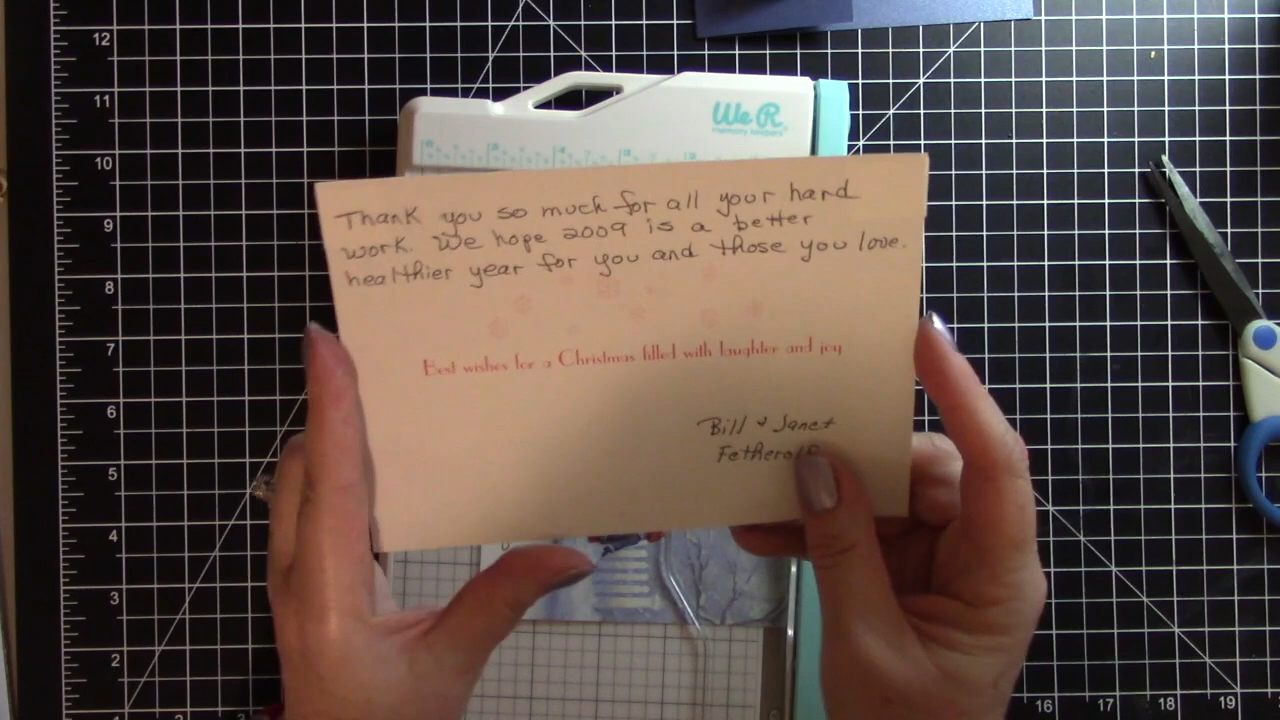 12
11
10
9
8
7
6
5
4
3
2
We R
memory keepers
Thank you so much for all your hard
work. We hope 2009 is a better
healthier year for you and those you love.
Best wishes for a Christmas filled with laughter and joy
Bill & Janet
16 17 18 19